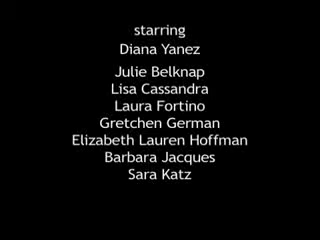 starring
Diana Yanez
Julie Belknap
Lisa Cassandra
Laura Fortino
Gretchen German
Elizabeth Lauren Hoffman
Barbara Jacques
Sara Katz